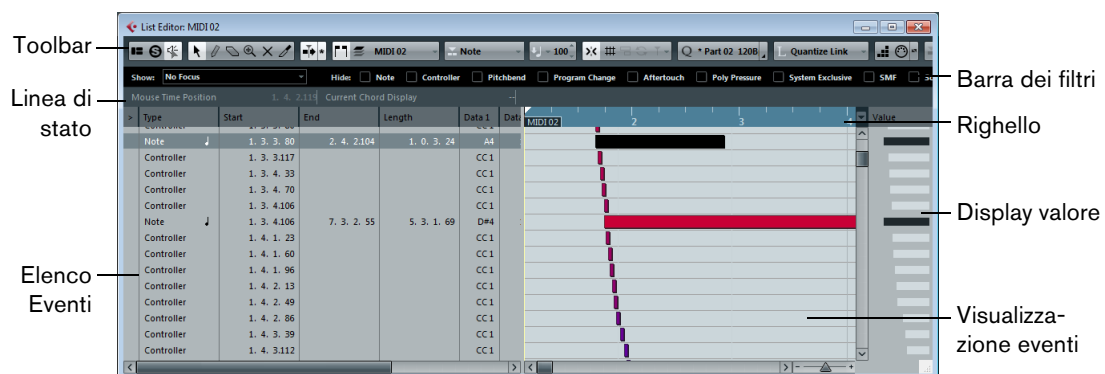 List Editor: MIDI 02
Toolbar
- 100
MIDI 02
Note
Q * Part 02 120B
Quantize Link
Show: No Focus
Hide: Note Controller Pitchbend Program Change Aftertouch Poly Pressure System Exclusive SMF
Barra dei filtri
Linea di
stato
Mouse Time Position 1. 4. 2.119 Current Chord Display -
> Type Start End Length Data 1 Data
MIDI 02 2 3 4
Value
Righello
Note 1. 3. 3. 80 2. 4. 2.104 1. 0. 3. 24 A4
Controller 1. 3. 3.117 CC 1
Controller 1. 3. 4. 33 CC 1
Controller 1. 3. 4. 70 CC 1
Controller 1. 3. 4.106 CC 1
Note 1. 3. 4.106 7. 3. 2. 55 5. 3. 1. 69 D#4
Display valore
Controller 1. 4. 1. 23 CC 1
Controller 1. 4. 1. 60 CC 1
Controller 1. 4. 1. 96 CC 1
Controller 1. 4. 2. 13 CC 1
Controller 1. 4. 2. 49 CC 1
Controller 1. 4. 2. 86 CC 1
Controller 1. 4. 3. 39 CC 1
Controller 1. 4. 3.112 CC 1
Elenco
Eventi
Visualizza-
zione eventi